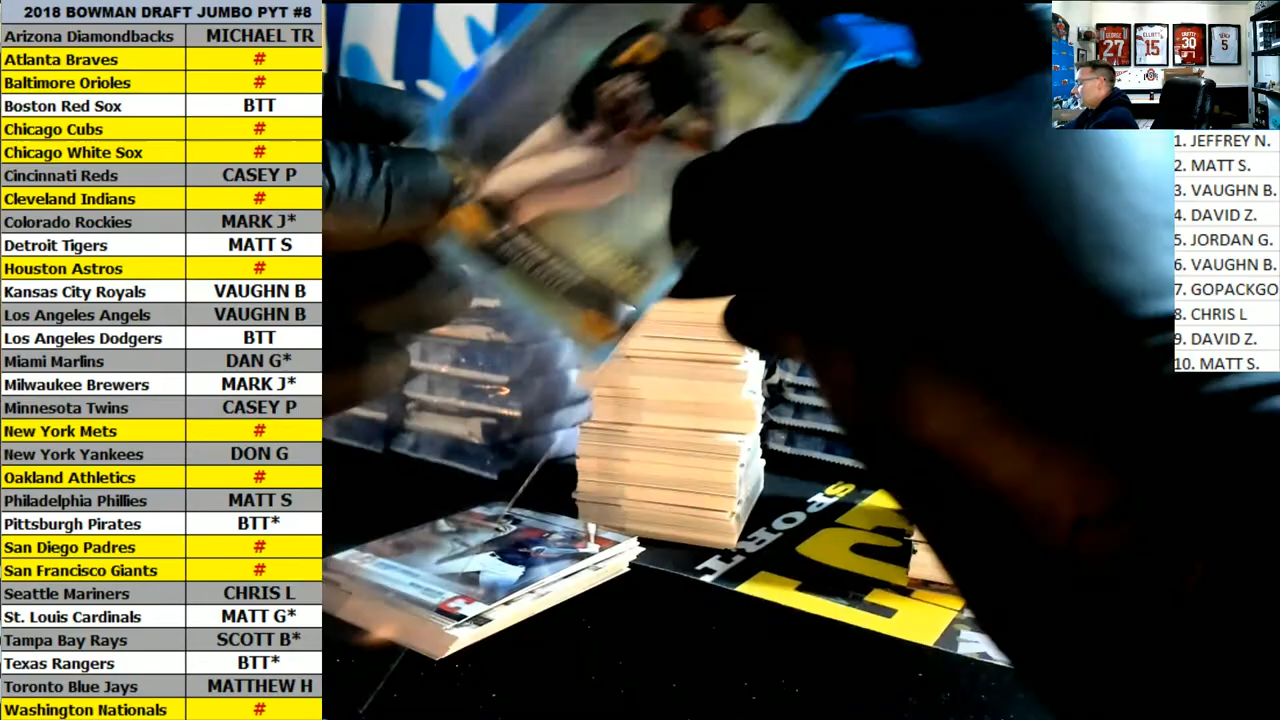 2018 BOWMAN DRAFT JUMBO PYT #8
Arizona Diamondbacks MICHAEL TR
Atlanta Braves #
Baltimore Orioles #
Boston Red Sox BTT
Chicago Cubs #
Chicago White Sox #
Cincinnati Reds CASEY P
Cleveland Indians #
Colorado Rockies MARK J*
Detroit Tigers MATT S
Houston Astros #
Kansas City Royals VAUGHN B
Los Angeles Angels VAUGHN B
Los Angeles Dodgers BTT
Miami Marlins DAN G*
Milwaukee Brewers MARK J*
Minnesota Twins CASEY P
New York Mets #
New York Yankees DON G
Oakland Athletics #
Philadelphia Phillies MATT S
Pittsburgh Pirates BTT*
San Diego Padres #
San Francisco Giants #
Seattle Mariners CHRIS L
St. Louis Cardinals MATT G*
Tampa Bay Rays SCOTT B*
Texas Rangers BTT*
Toronto Blue Jays MATTHEW H
Washington Nationals #
27
15
30
5
1. JEFFREY N.
2. MATT S.
3. VAUGHN B.
4. DAVID Z.
5. JORDAN G.
6. VAUGHN B.
7. GOPACKGO
8. CHRIS L
9. DAVID Z.
10. MATT S.
SPORT